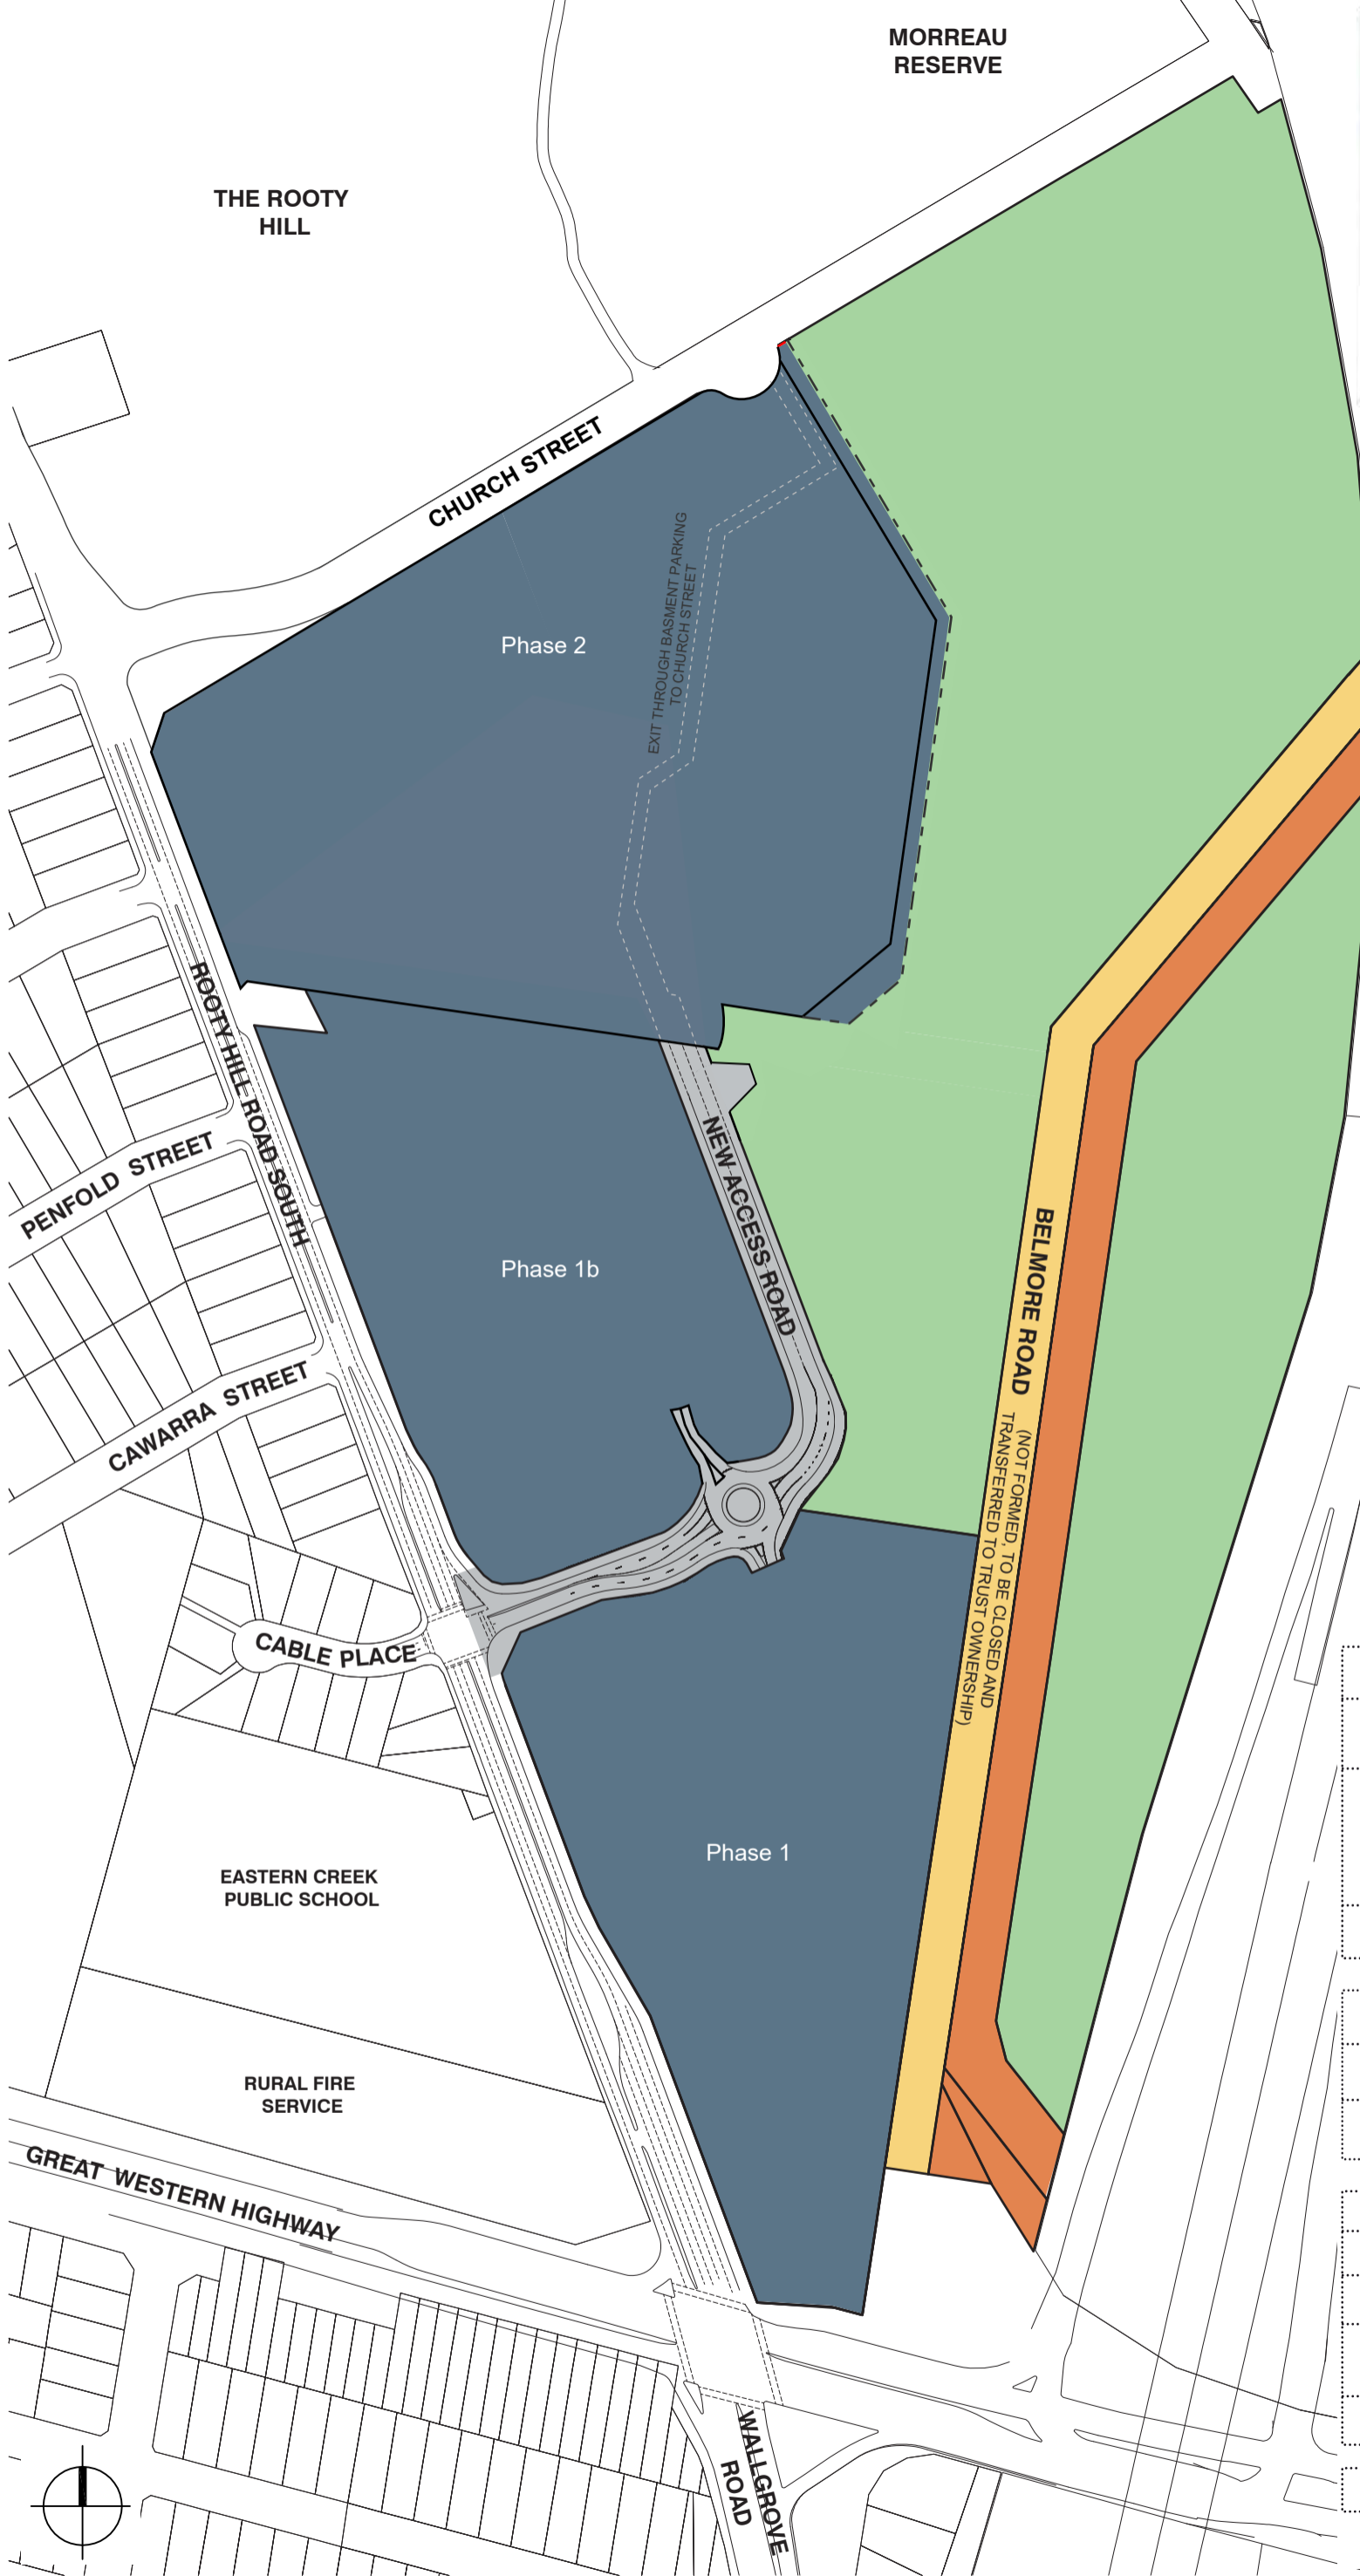 MORREAU
RESERVE
THE ROOTY
HILL
CHURCH STREET
EXIT THROUGH BASMENT PARKING
TO CHURCH STREET
Phase 2
ROOTY HILL ROAD SOUTH
PENFOLD STREET
NEW ACCESS ROAD
Phase 1b
BELMORE ROAD
(NOT FORMED, TO BE CLOSED AND
TRANSFERRED TO TRUST OWNERSHIP)
CAWARRA STREET
CABLE PLACE
Phase 1
EASTERN CREEK
PUBLIC SCHOOL
RURAL FIRE
SERVICE
GREAT WESTERN HIGHWAY
WALLGROVE
ROAD